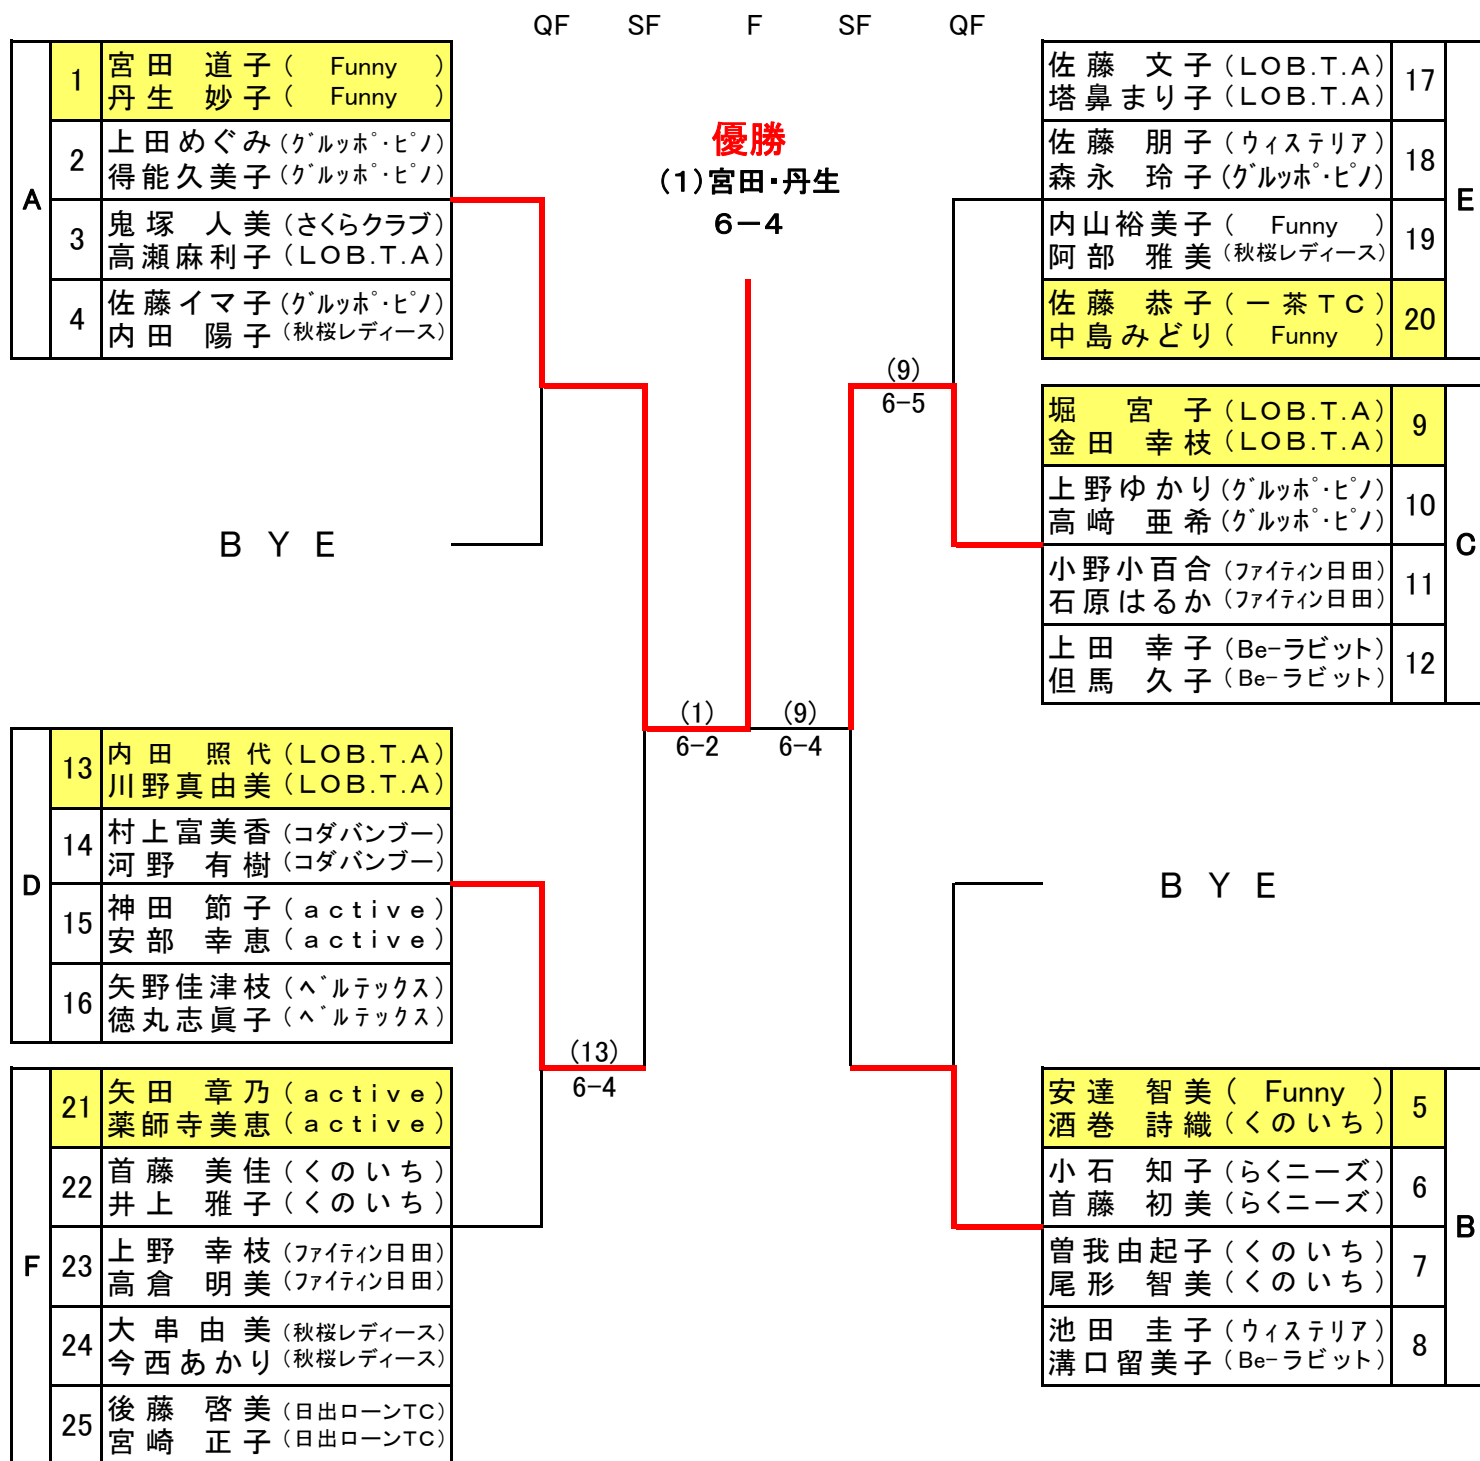 QF SF F SF QF
優勝
(1)宮田・丹生
6-4
A
1
宮田 道子 ( Funny )
丹生 妙子 ( Funny )
2
上田めぐみ (グルッポ・ピノ)
得能久美子 (グルッポ・ピノ)
3
鬼塚 人美 (さくらクラブ)
高瀬麻利子 (LOB.T.A)
4
佐藤イマ子 (グルッポ・ピノ)
内田 陽子 (秋桜レディース)
BYE
D
13
内田 照代 (LOB.T.A)
川野真由美 (LOB.T.A)
14
村上富美香 (コダバンブー)
河野 有樹 (コダバンブー)
15
神田 節子 (active)
安部 幸恵 (active)
16
矢野佳津枝 (ベルテックス)
徳丸志眞子 (ベルテックス)
F
21
矢田 章乃 (active)
薬師寺美恵 (active)
22
首藤 美佳 (くのいち)
井上 雅子 (くのいち)
23
上野 幸枝 (ファイティン日田)
高倉 明美 (ファイティン日田)
24
大串由美 (秋桜レディース)
今西あかり (秋桜レディース)
25
後藤 啓美 (日出ローンTC)
宮崎 正子 (日出ローンTC)
(13)
6-4
(1)
6-2
(9)
6-4
(9)
6-5
E
佐藤 文子 (LOB.T.A)
塔鼻まり子 (LOB.T.A)
17
佐藤 朋子 (ウィステリア)
森永 玲子 (グルッポ・ピノ)
18
内山裕美子 ( Funny )
阿部 雅美 (秋桜レディース)
19
佐藤 恭子 (一茶TC)
中島みどり ( Funny )
20
C
堀 宮子 (LOB.T.A)
金田 幸枝 (LOB.T.A)
9
上野ゆかり (グルッポ・ピノ)
高﨑 亜希 (グルッポ・ピノ)
10
小野小百合 (ファイティン日田)
石原はるか (ファイティン日田)
11
上田 幸子 (Be-ラビット)
但馬 久子 (Be-ラビット)
12
BYE
B
安達 智美 ( Funny )
酒巻 詩織 (くのいち)
5
小石 知子 (らくニーズ)
首藤 初美 (らくニーズ)
6
曽我由起子 (くのいち)
尾形 智美 (くのいち)
7
池田 圭子 (ウィステリア)
溝口留美子 (Be-ラビット)
8